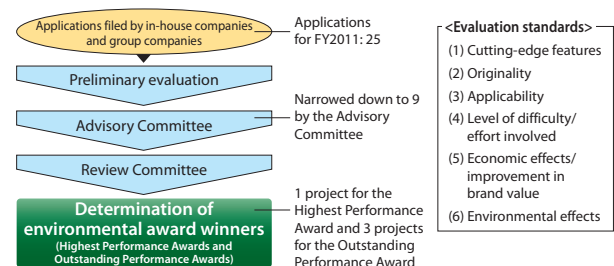 Applications filed by in-house companies
and group companies
Applications
for FY2011: 25
Preliminary evaluation
Advisory Committee
Narrowed down to 9
by the Advisory
Committee
Review Committee
Determination of
environmental award winners
(Highest Performance Awards and
Outstanding Performance Awards)
1 project for the
Highest Performance
Award and 3 projects
for the Outstanding
Performance Award
<Evaluation standards>
(1) Cutting-edge features
(2) Originality
(3) Applicability
(4) Level of difficulty/
effort involved
(5) Economic effects/
improvement in
brand value
(6) Environmental effects